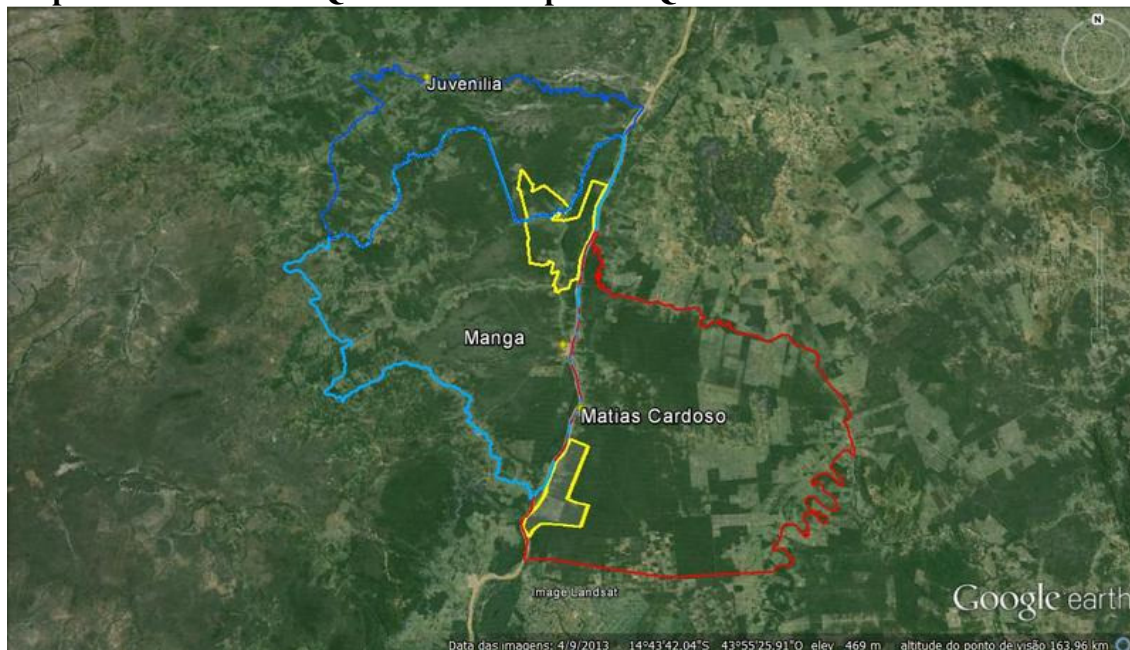 Juvenilia
Manga
Matias Cardoso
Image Landsat
Google earth
Data das imagens: 4/9/2013 14°43'42.04"S 43°55'25.91"O elev 469 m altitude do ponto de visão 163.96 km
N